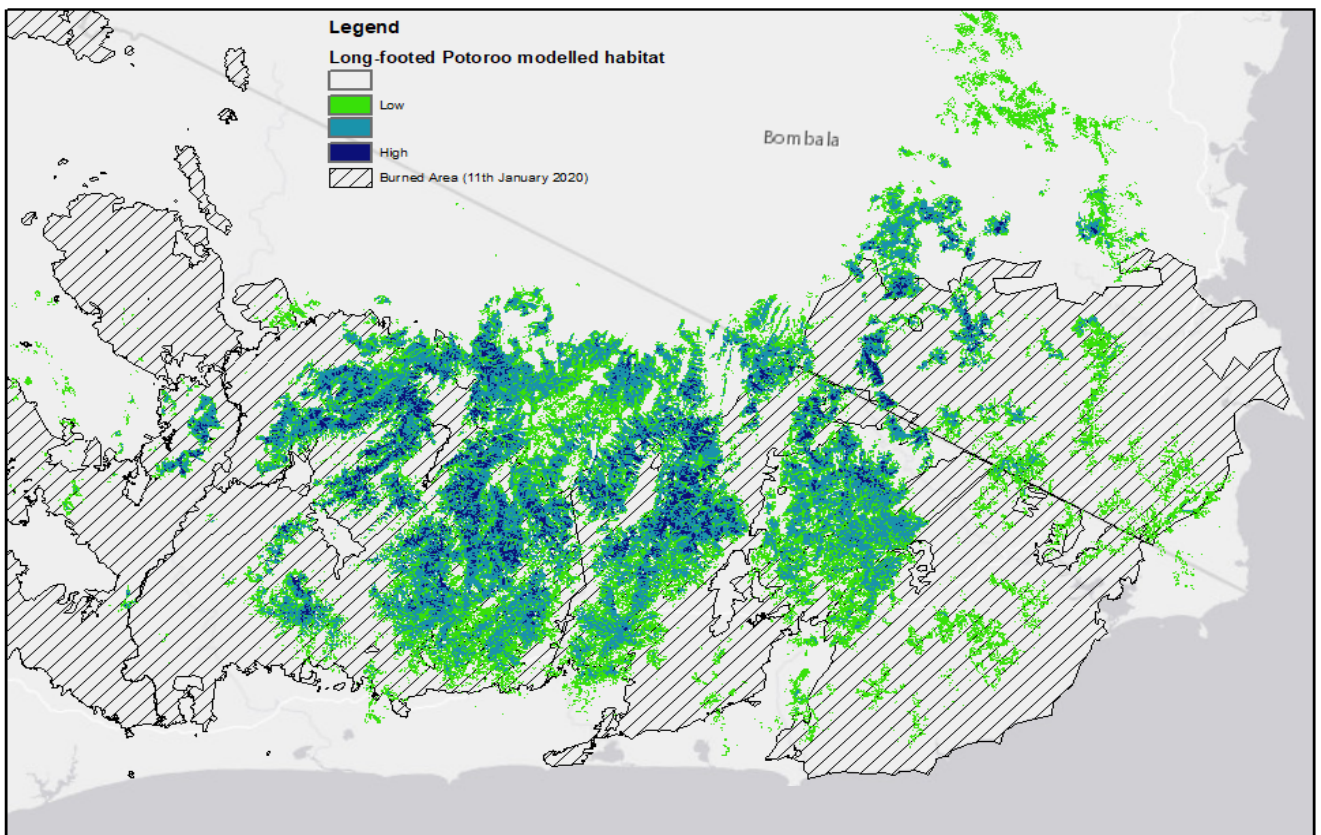 Legend
Long-footed Potoroo modelled habitat
Low
High
Burned Area (11th January 2020)
Bombala